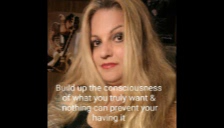 Build up the consciousness
of what you truly want &
nothing can prevent your
having it